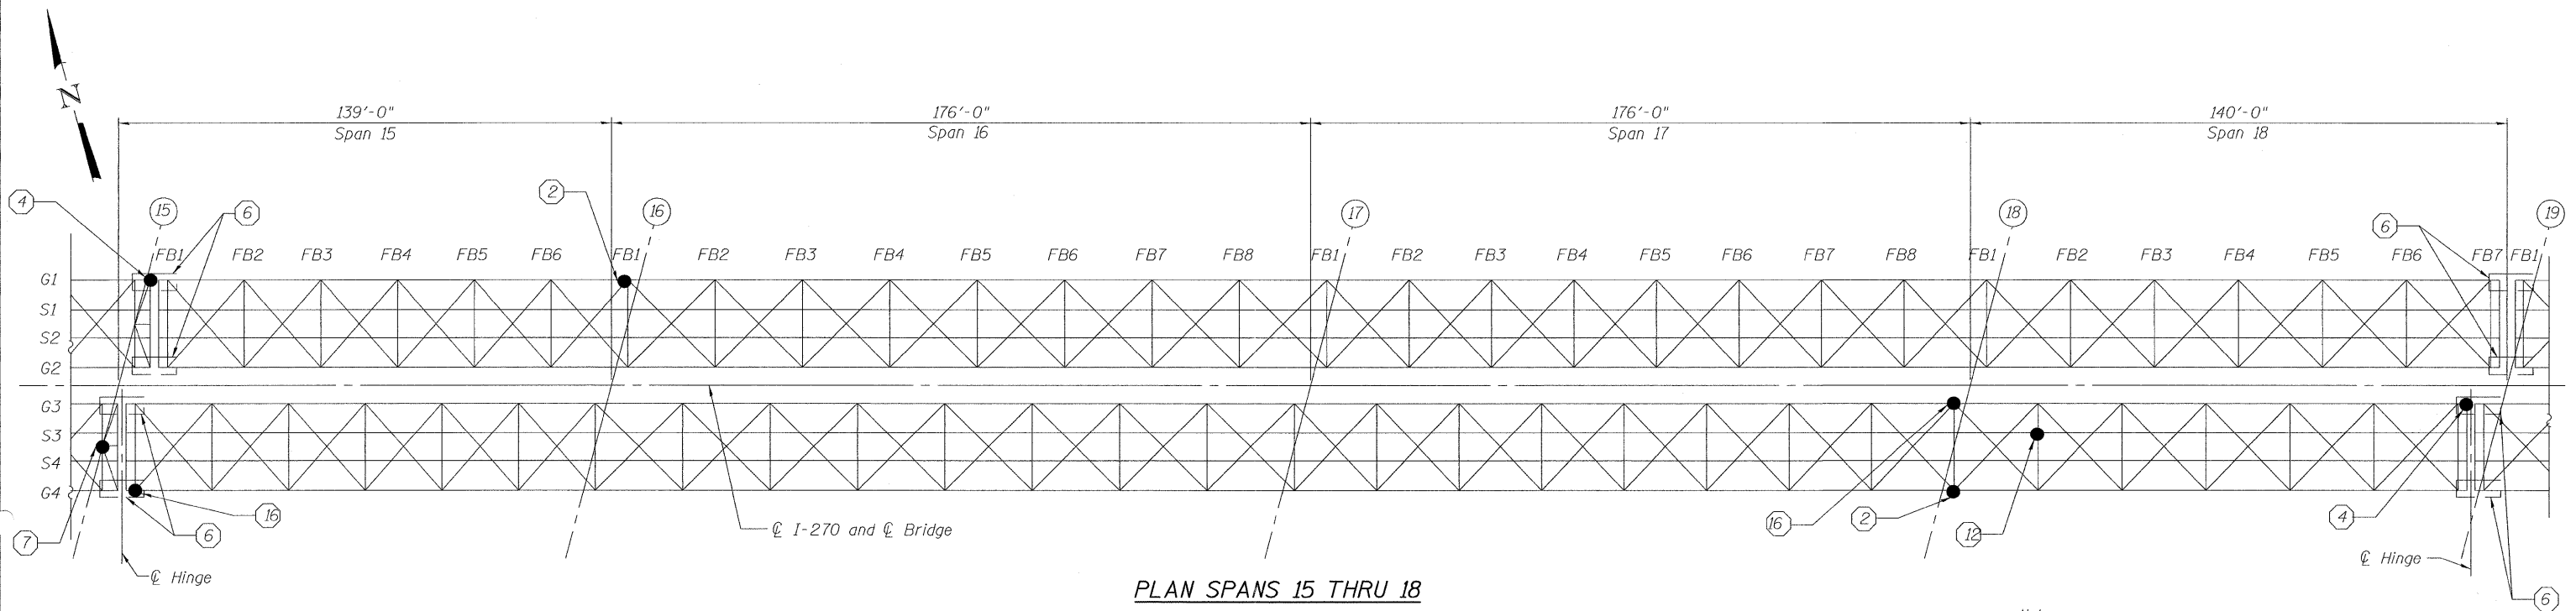 N
139'-0"
Span 15
176'-0"
Span 16
176'-0"
Span 17
140'-0"
Span 18
4
15
6
2
16
17
18
6
19
FB1 FB2 FB3 FB4 FB5 FB6 FB1 FB2 FB3 FB4 FB5 FB6 FB7 FB8 FB1 FB2 FB3 FB4 FB5 FB6 FB7 FB8 FB1 FB2 FB3 FB4 FB5 FB6 FB7 FB1
G1
S1
S2
G2
G3
S3
S4
G4
7
6
16
℄ Hinge
℄ I-270 and ℄ Bridge
16
2
12
4
℄ Hinge
6
PLAN SPANS 15 THRU 18